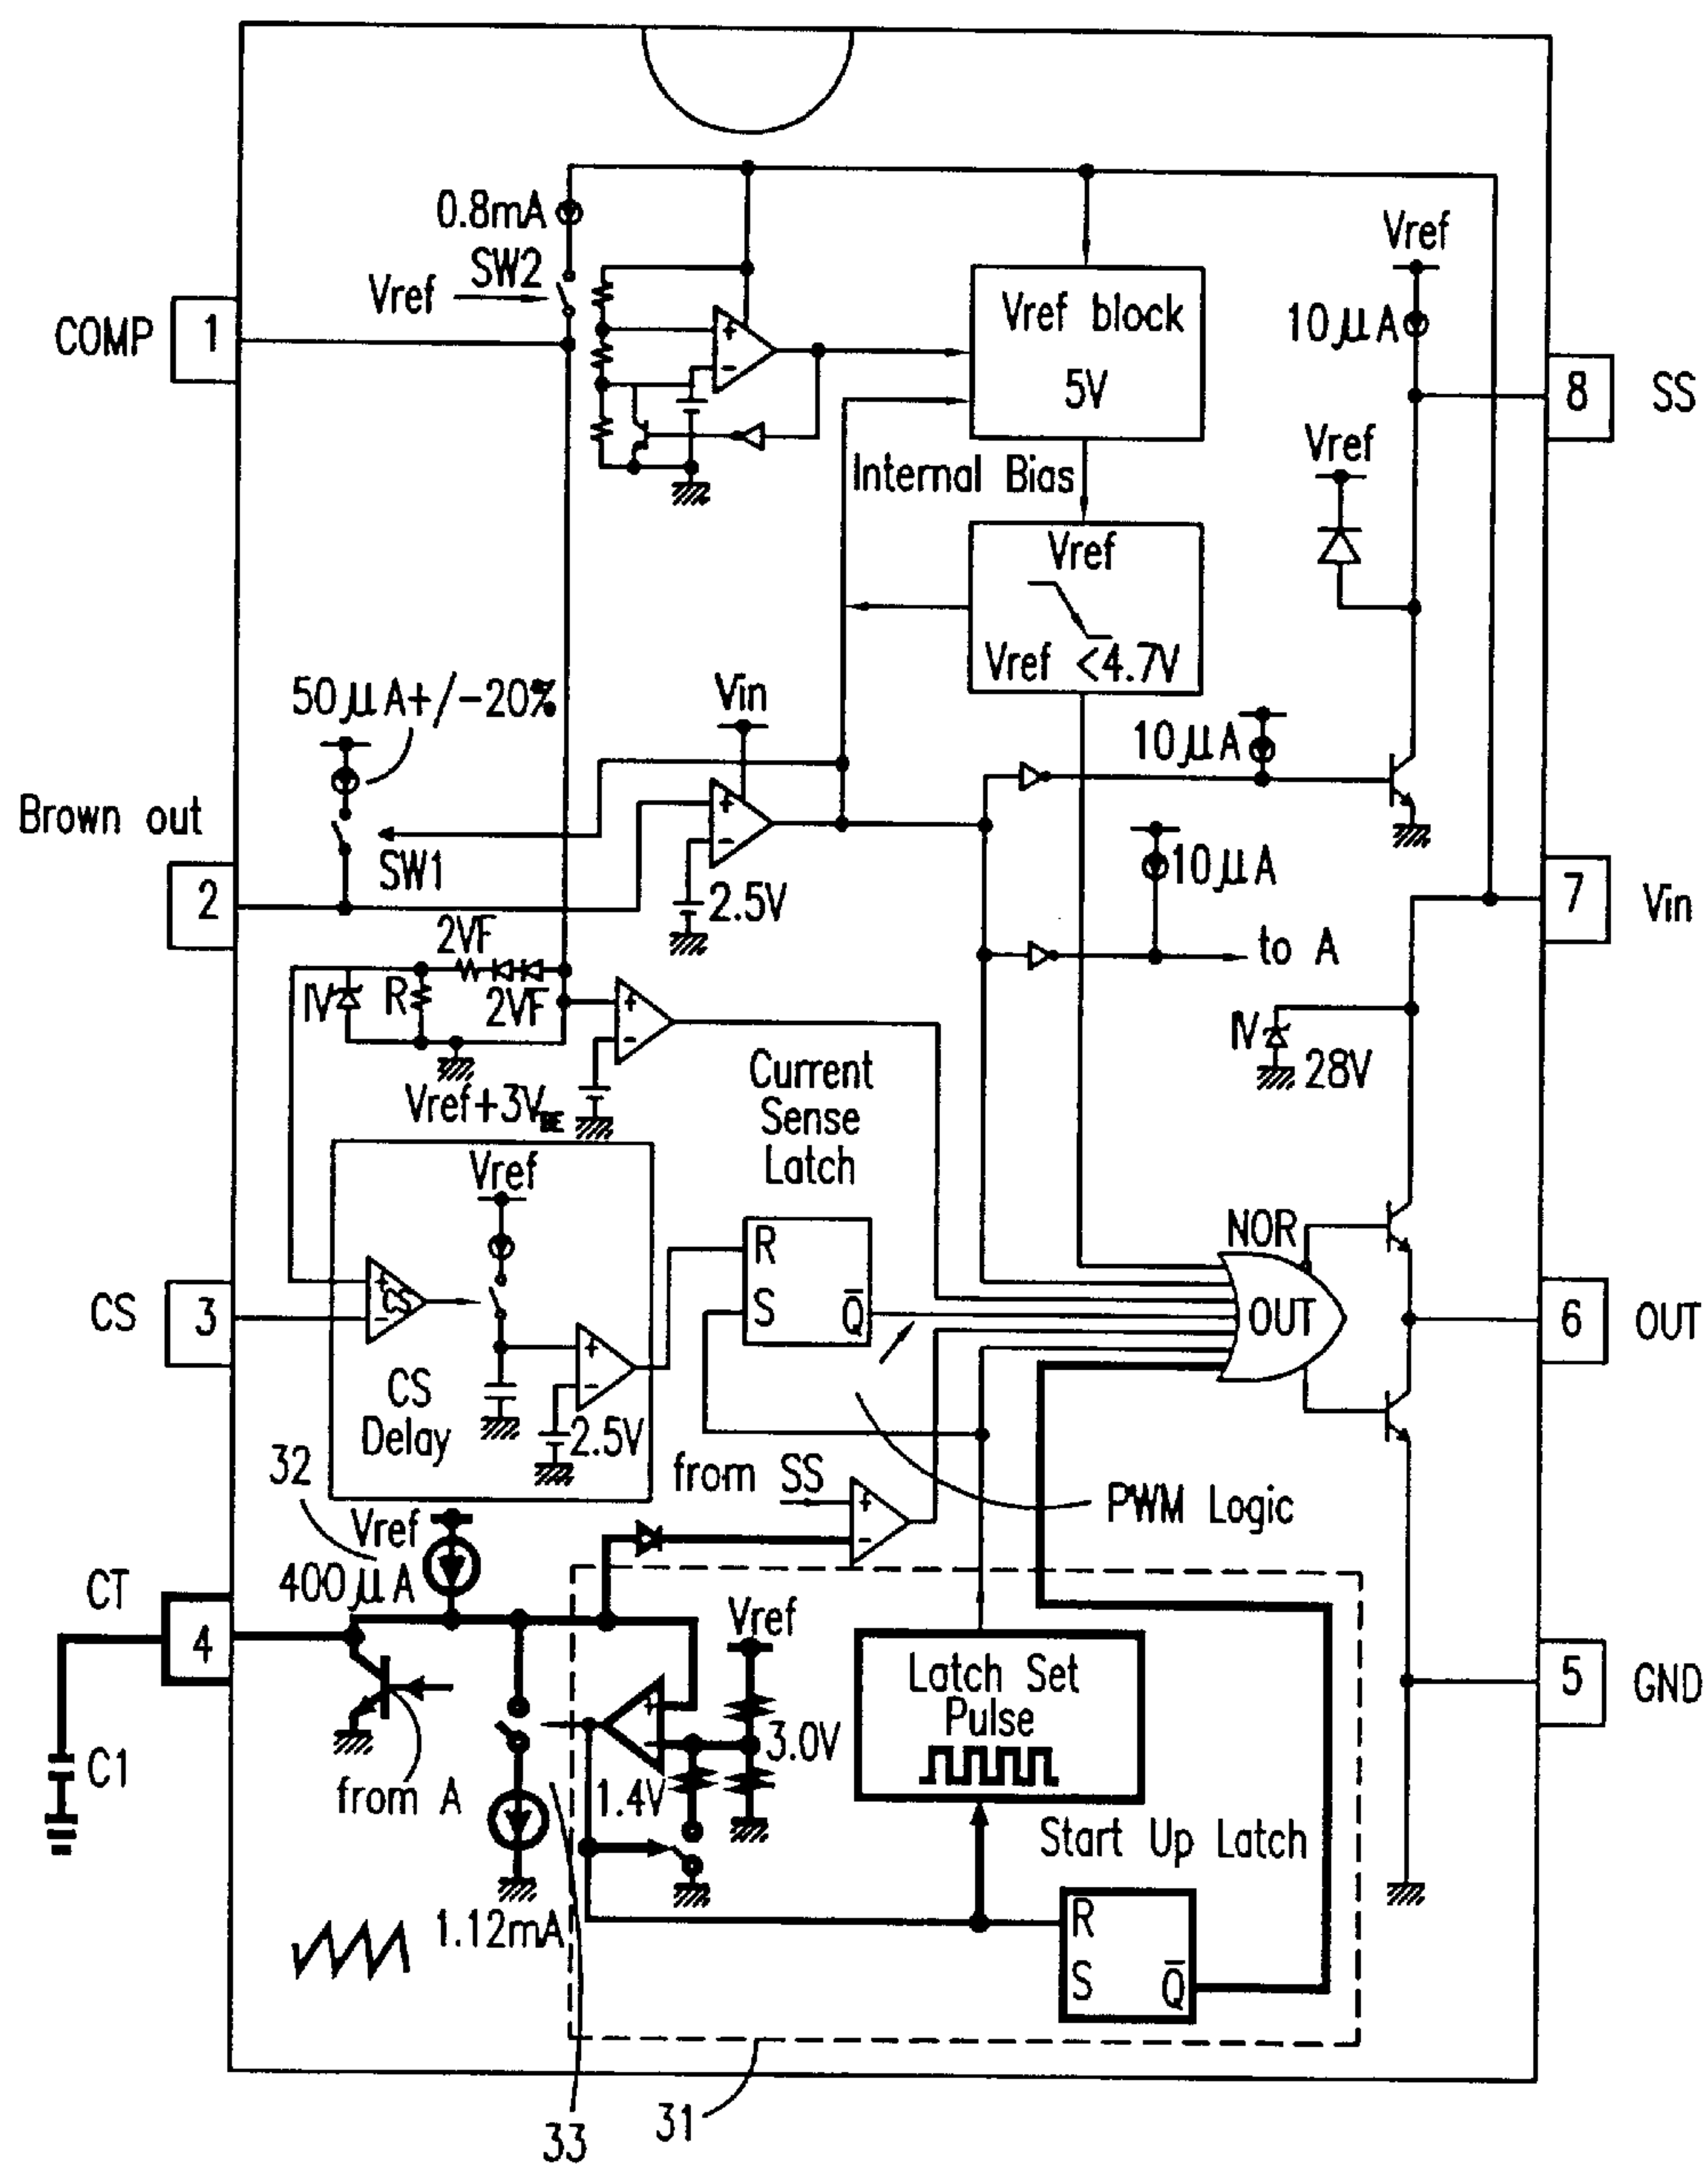 0.8mA
SW2
Vref
Vref
COMP
1
Vref block
5V
10μA
8
SS
Vref
Internal Bias
Vref
Vref <4.7V
50μA+/-20%
Vin
10μA
Brown out
SW1
2
2.5V
10μA
7
Vin
2VF
to A
IV
R
2VF
IV
28V
Vref+3VBE
Current
Sense
Latch
Vref
NOR
R
CS
3
CS
S
Q̅
OUT
6
OUT
CS
Delay
2.5V
32
from SS
PWM Logic
Vref
400μA
CT
4
Vref
Latch Set
Pulse
5
GND
3.0V
C1
from A
1.4V
Start Up Latch
1.12mA
R
S
Q̅
33
31